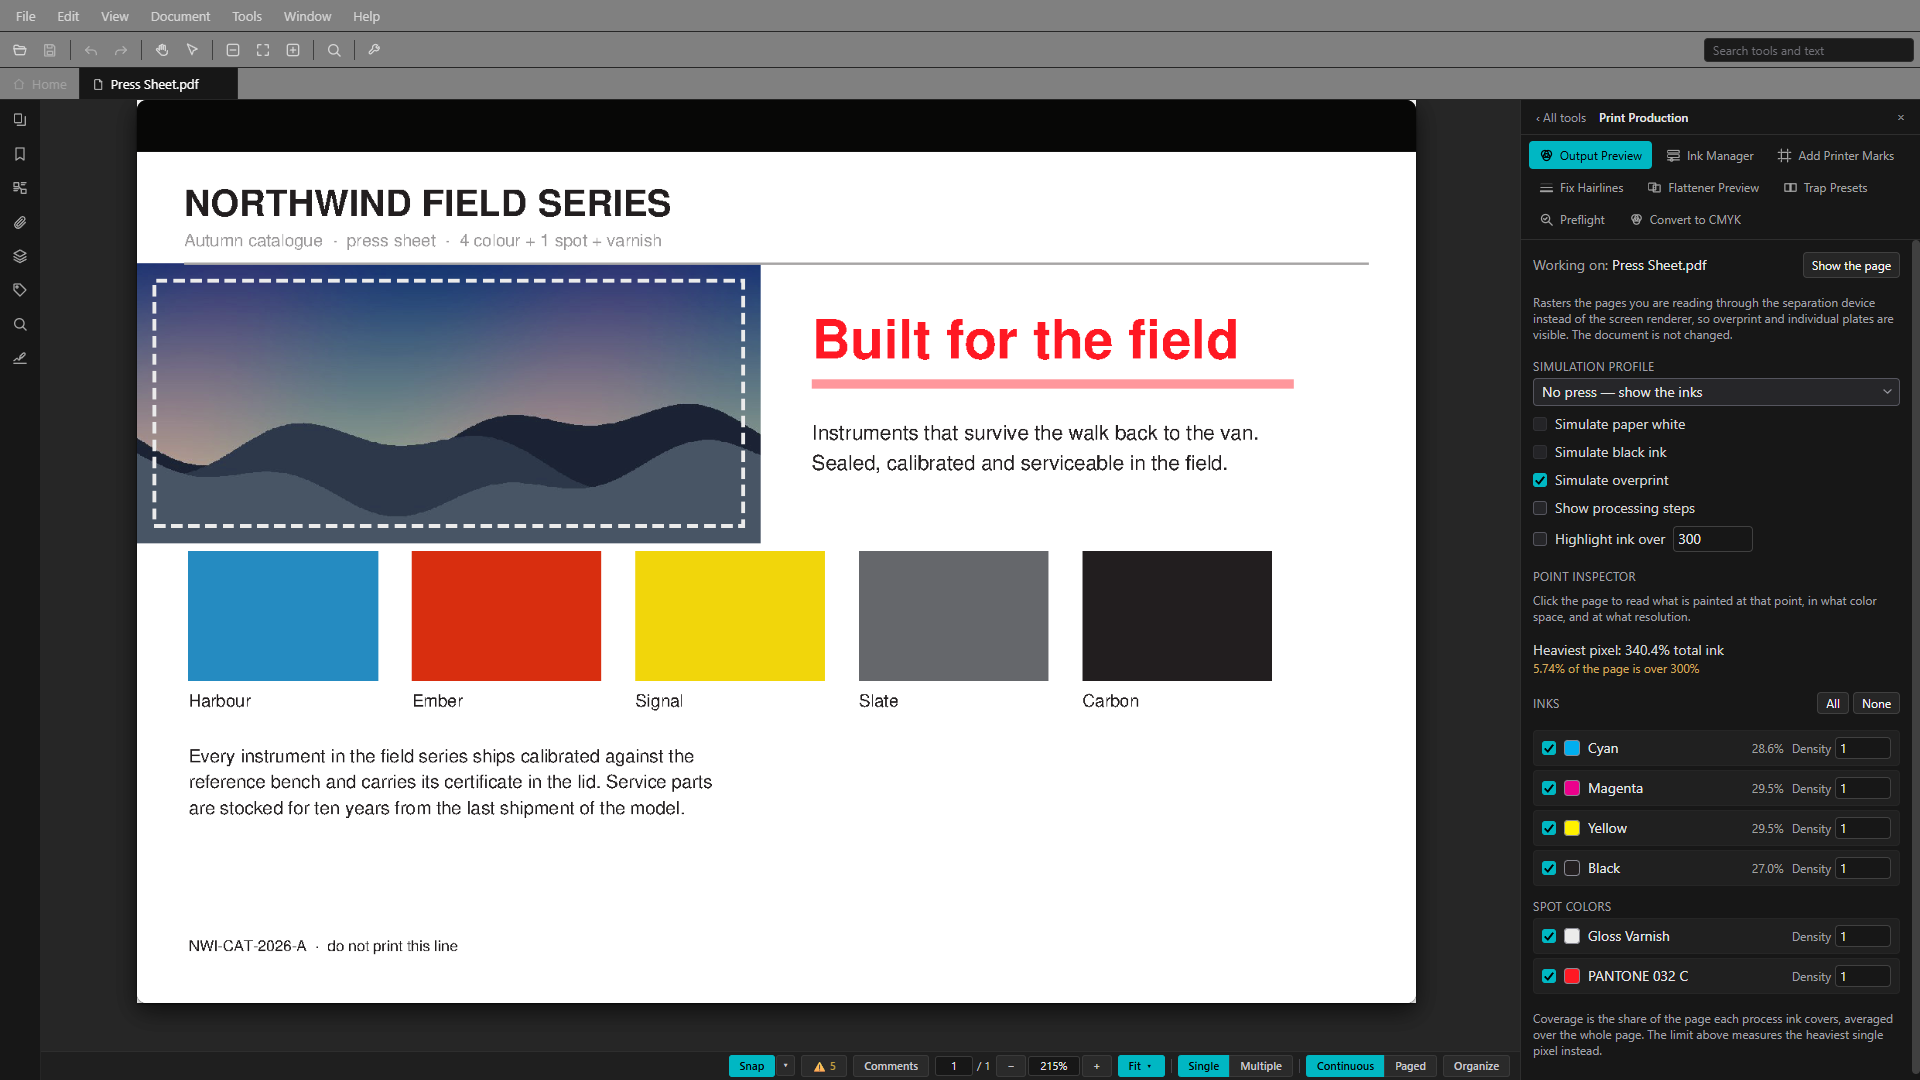 File Edit View Document Tools Window Help
Search tools and text
Home Press Sheet.pdf
‹ All tools Print Production ×
Output Preview Ink Manager Add Printer Marks
Fix Hairlines Flattener Preview Trap Presets
Preflight Convert to CMYK
Working on: Press Sheet.pdf Show the page
Rasters the pages you are reading through the separation device
instead of the screen renderer, so overprint and individual plates are
visible. The document is not changed.
SIMULATION PROFILE
No press — show the inks
Simulate paper white
Simulate black ink
Simulate overprint
Show processing steps
Highlight ink over 300
POINT INSPECTOR
Click the page to read what is painted at that point, in what color
space, and at what resolution.
Heaviest pixel: 340.4% total ink
5.74% of the page is over 300%
INKS All None
Cyan 28.6% Density 1
Magenta 29.5% Density 1
Yellow 29.5% Density 1
Black 27.0% Density 1
SPOT COLORS
Gloss Varnish Density 1
PANTONE 032 C Density 1
Coverage is the share of the page each process ink covers, averaged
over the whole page. The limit above measures the heaviest single
pixel instead.
NORTHWIND FIELD SERIES
Autumn catalogue · press sheet · 4 colour + 1 spot + varnish
Built for the field
Instruments that survive the walk back to the van.
Sealed, calibrated and serviceable in the field.
Harbour Ember Signal Slate Carbon
Every instrument in the field series ships calibrated against the
reference bench and carries its certificate in the lid. Service parts
are stocked for ten years from the last shipment of the model.
NWI-CAT-2026-A · do not print this line
Snap 5 Comments 1 / 1 − 215% + Fit Single Multiple Continuous Paged Organize